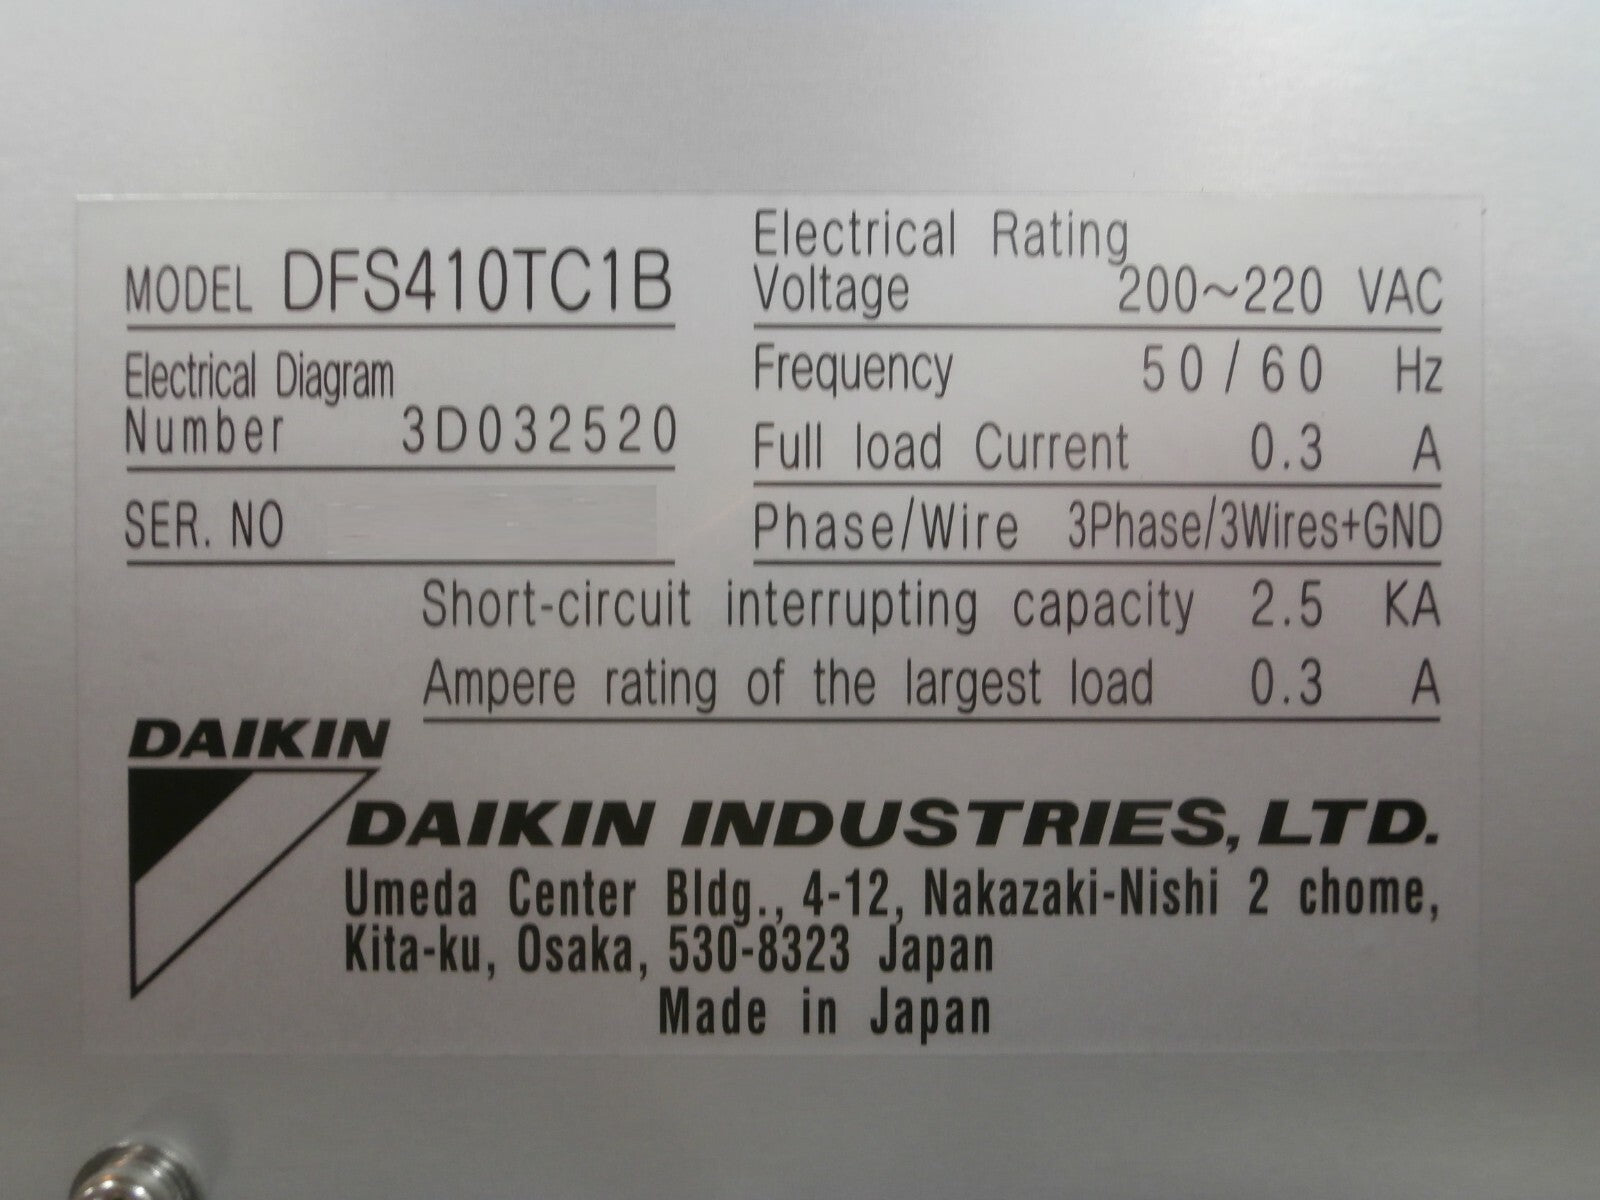 MODEL DFS410TC1B
Electrical Diagram
Number 3D032520
SER. NO
Electrical Rating
Voltage 200~220 VAC
Frequency 50/60 Hz
Full load Current 0.3 A
Phase/Wire 3Phase/3Wires+GND
Short-circuit interrupting capacity 2.5 KA
Ampere rating of the largest load 0.3 A
DAIKIN
DAIKIN INDUSTRIES, LTD.
Umeda Center Bldg., 4-12, Nakazaki-Nishi 2 chome,
Kita-ku, Osaka, 530-8323 Japan
Made in Japan